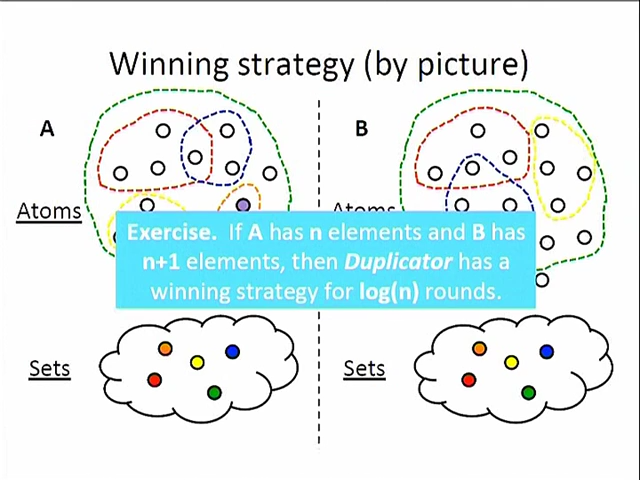 Winning strategy (by picture)
A
B
Atoms
Atoms
Exercise. If A has n elements and B has
n+1 elements, then Duplicator has a
winning strategy for log(n) rounds.
Sets
Sets